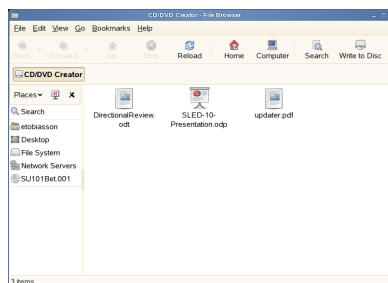 CD/DVD Creator - File Browser
File Edit View Go Bookmarks Help
Back Forward Up Stop Reload Home Computer Search Write to Disc
CD/DVD Creator
Places
Search
etobiasson
Desktop
File System
Network Servers
SU101Bet.001
DirectionalReview.
odt
SLED-10-
Presentation.odp
updater.pdf
3 items